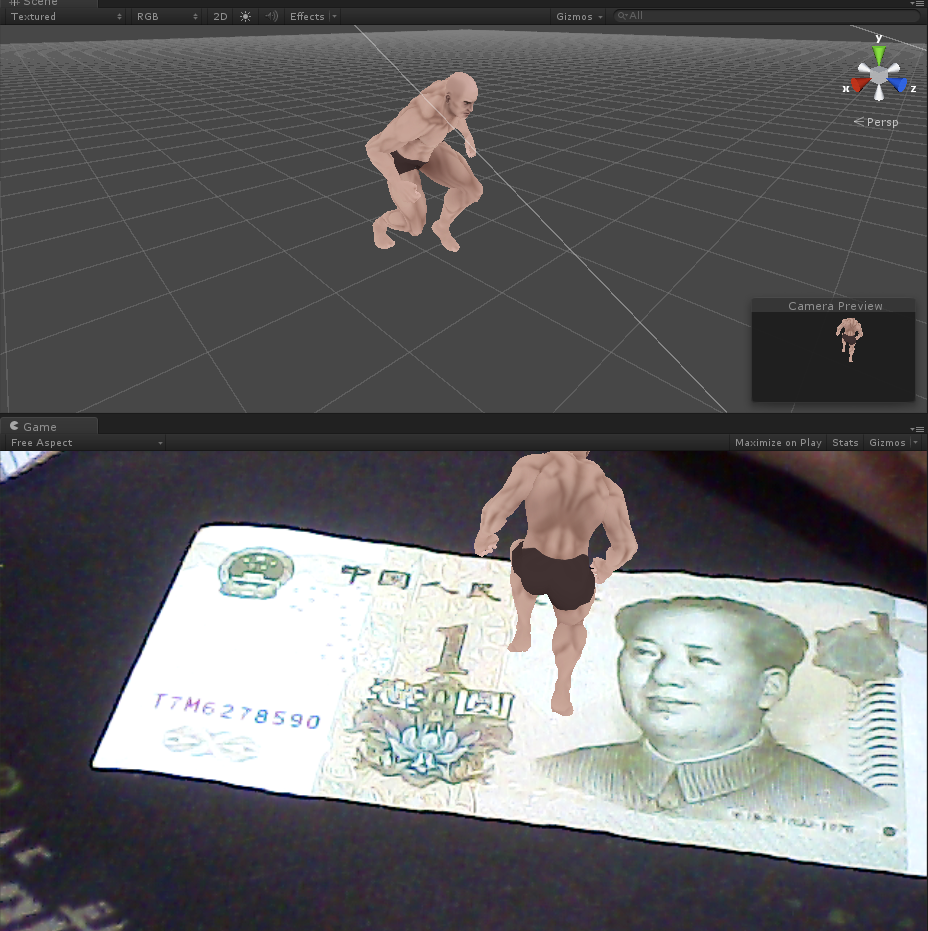 Scene
Textured RGB 2D Effects Gizmos All
y
x z
Persp
Camera Preview
Game
Free Aspect Maximize on Play Stats Gizmos
中国人民
1
壹圆
T7M6278590